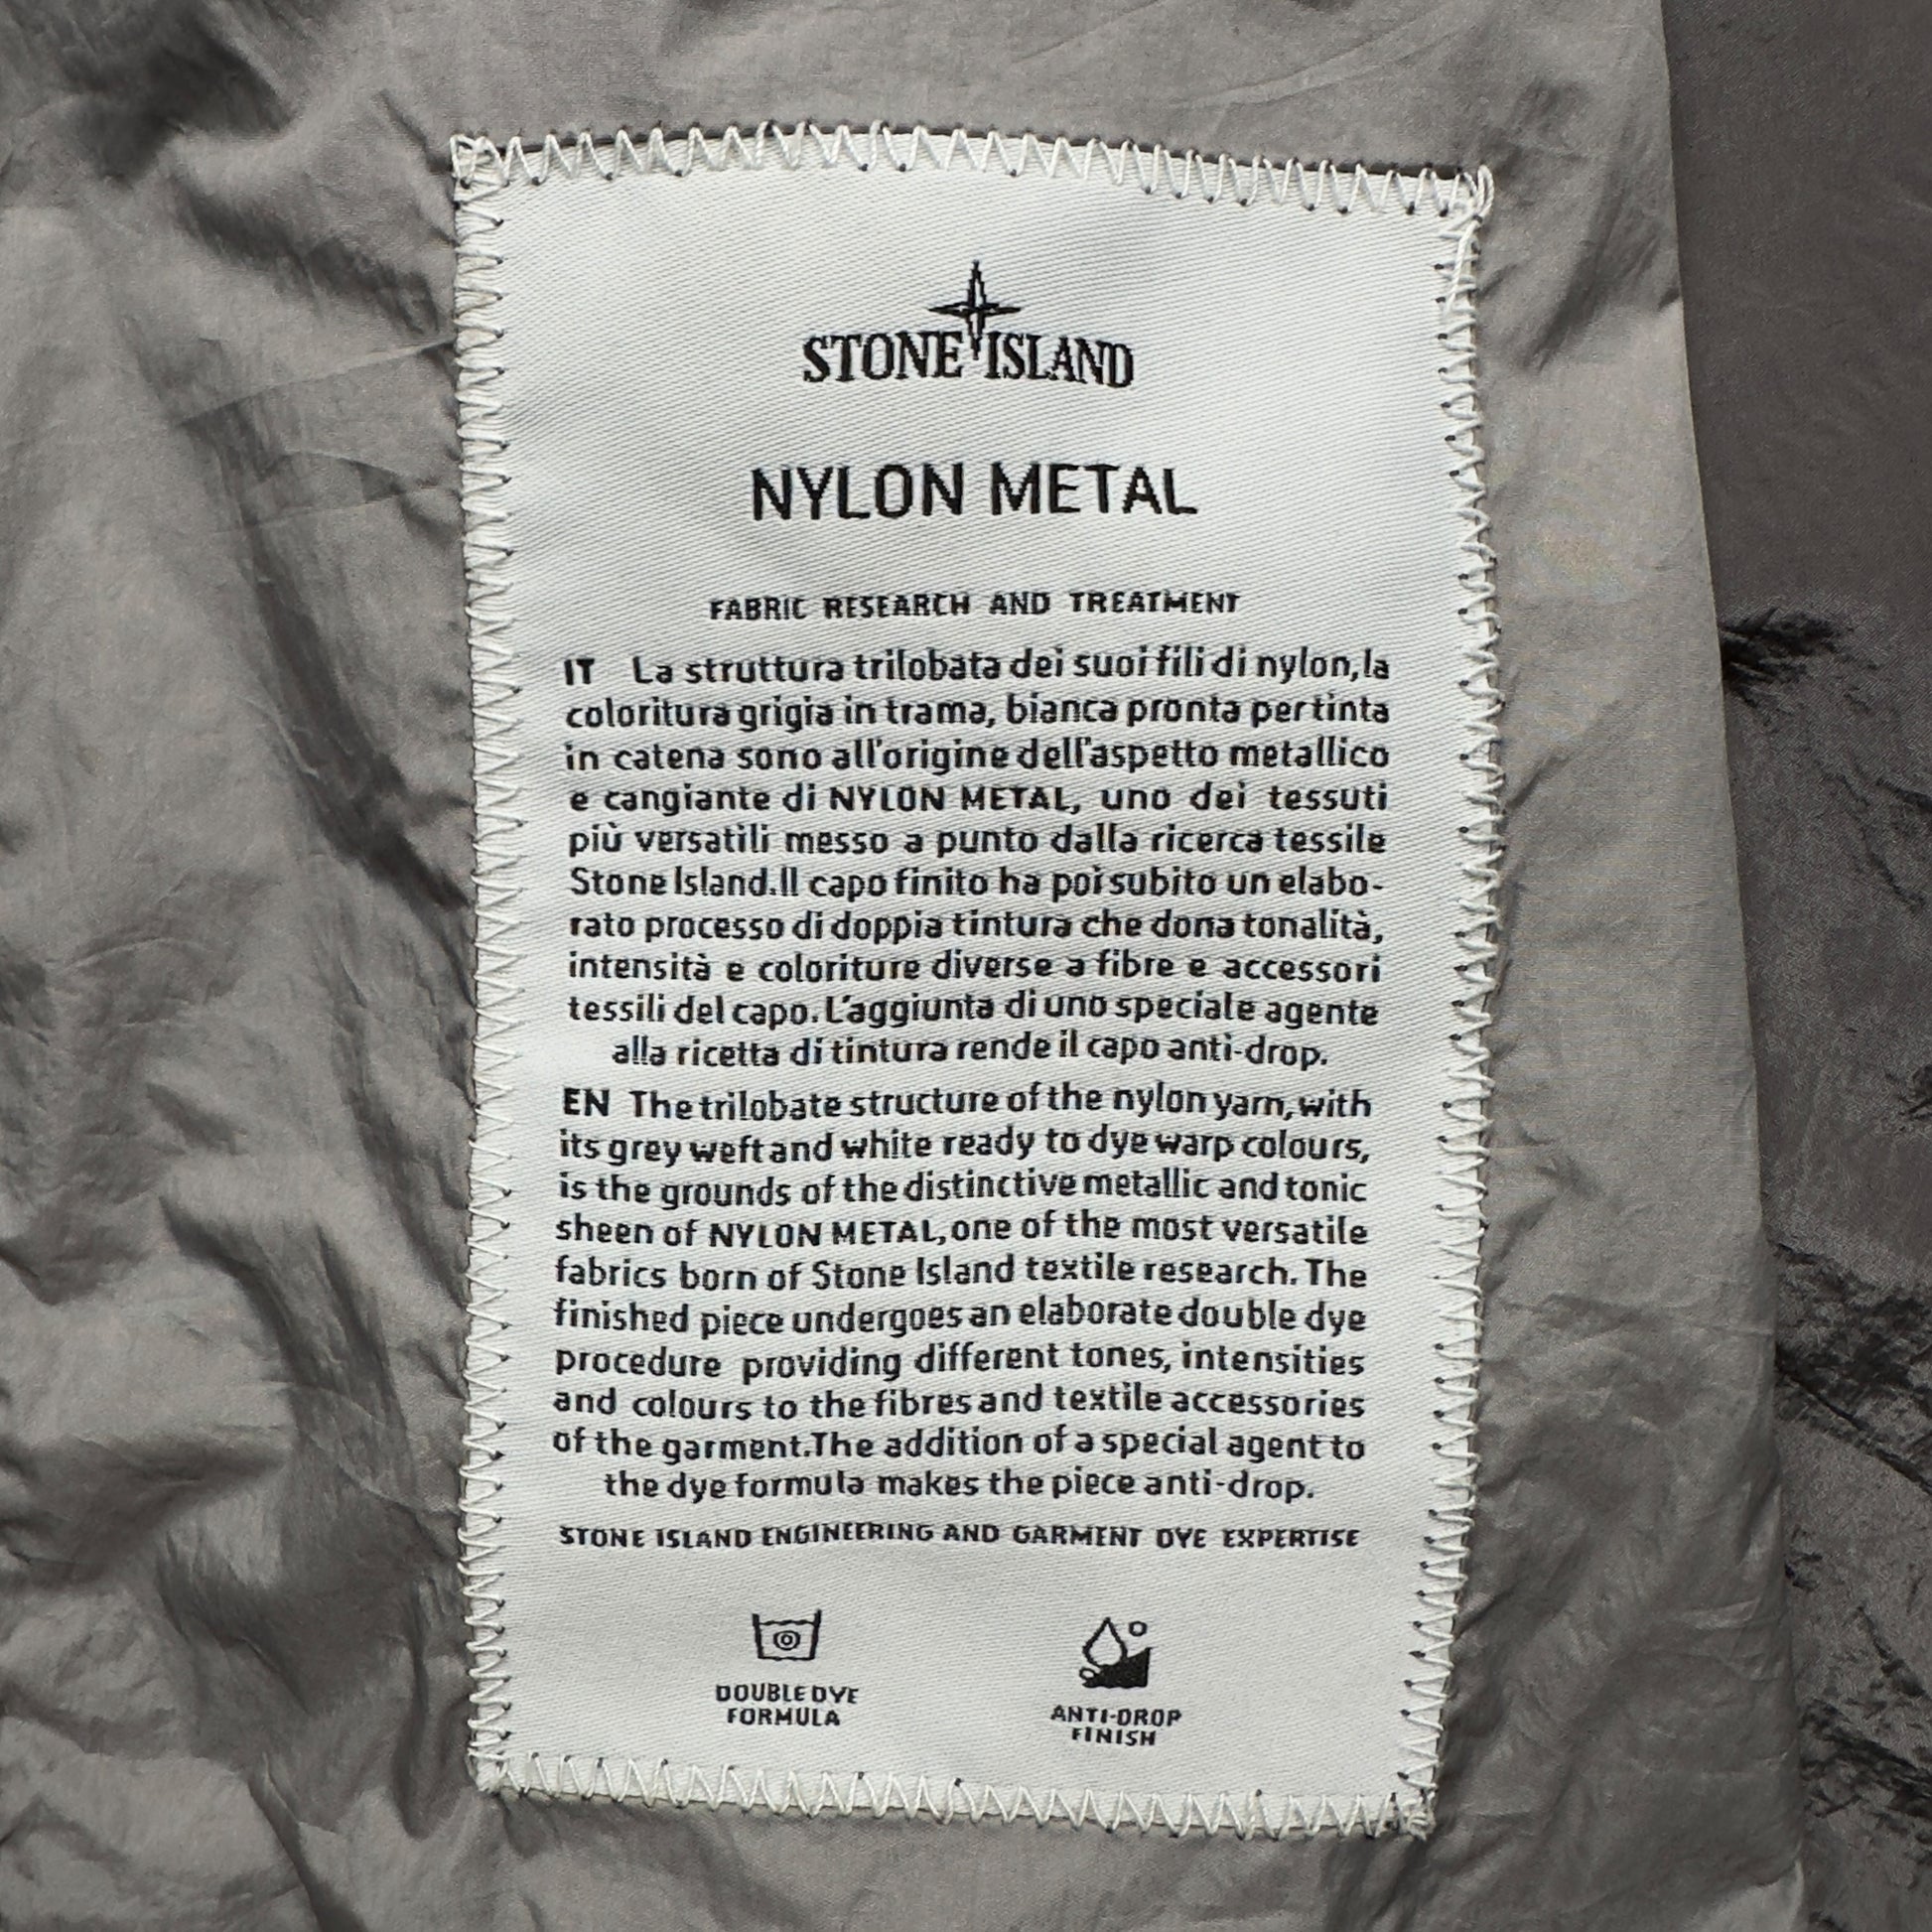 STONE ISLAND
NYLON METAL
FABRIC RESEARCH AND TREATMENT
IT La struttura trilobata dei suoi fili di nylon, la
coloritura grigia in trama, bianca pronta per tinta
in catena sono all'origine dell'aspetto metallico
e cangiante di NYLON METAL, uno dei tessuti
più versatili messo a punto dalla ricerca tessile
Stone Island. Il capo finito ha poi subito un elabo-
rato processo di doppia tintura che dona tonalità,
intensità e coloriture diverse a fibre e accessori
tessili del capo. L'aggiunta di uno speciale agente
alla ricetta di tintura rende il capo anti-drop.
EN The trilobate structure of the nylon yarn, with
its grey weft and white ready to dye warp colours,
is the grounds of the distinctive metallic and tonic
sheen of NYLON METAL, one of the most versatile
fabrics born of Stone Island textile research. The
finished piece undergoes an elaborate double dye
procedure providing different tones, intensities
and colours to the fibres and textile accessories
of the garment. The addition of a special agent to
the dye formula makes the piece anti-drop.
STONE ISLAND ENGINEERING AND GARMENT DYE EXPERTISE
DOUBLE DYE
FORMULA
ANTI-DROP
FINISH